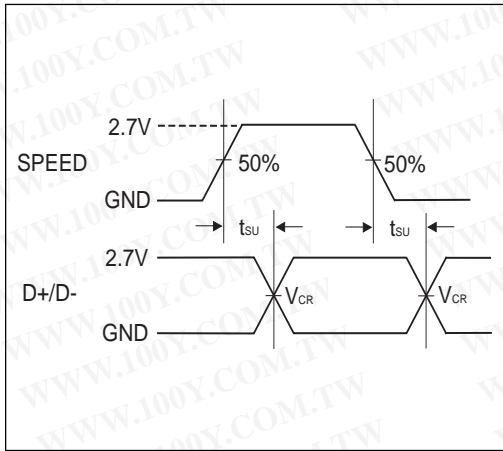 2.7V
SPEED
50%
50%
GND
tSU
tSU
2.7V
D+/D-
VCR
VCR
GND
WWW.100Y.COM.TW